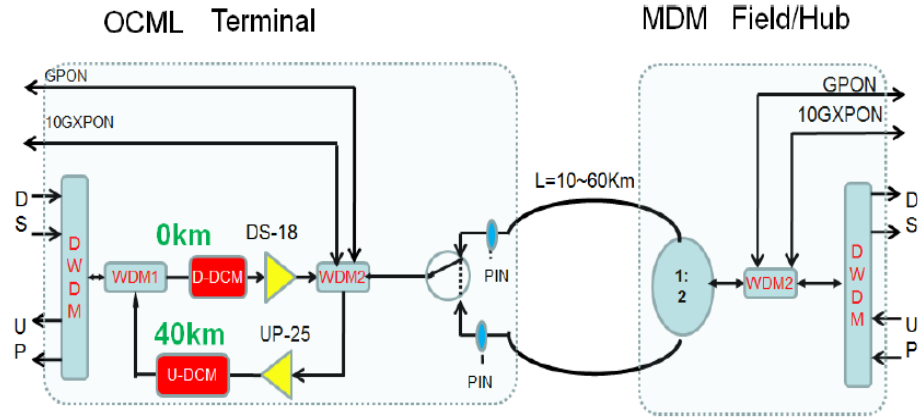 OCML Terminal
MDM Field/Hub
GPON
10GXPON
D
S
U
P
DWDM
WDM1
0km
D-DCM
DS-18
WDM2
40km
U-DCM
UP-25
PIN
PIN
L=10~60Km
1:
2
GPON
10GXPON
WDM2
DWDM
D
S
U
P